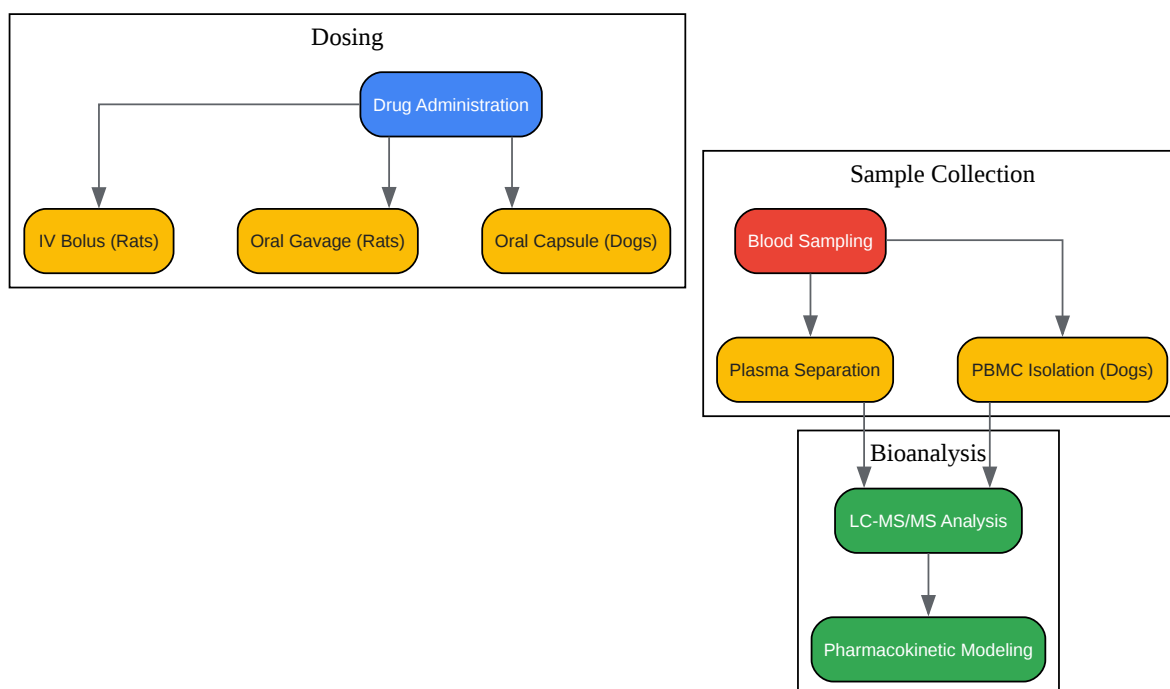 Dosing
Drug Administration
IV Bolus (Rats)
Oral Gavage (Rats)
Oral Capsule (Dogs)
Sample Collection
Blood Sampling
Plasma Separation
PBMC Isolation (Dogs)
Bioanalysis
LC-MS/MS Analysis
Pharmacokinetic Modeling